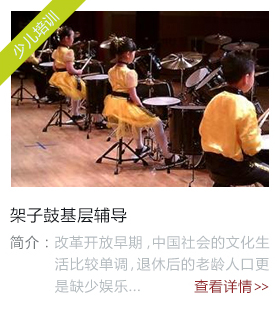 少儿培训
架子鼓基层辅导
简介：改革开放早期,中国社会的文化生
活比较单调,退休后的老龄人口更
是缺少娱乐...
查看详情>>